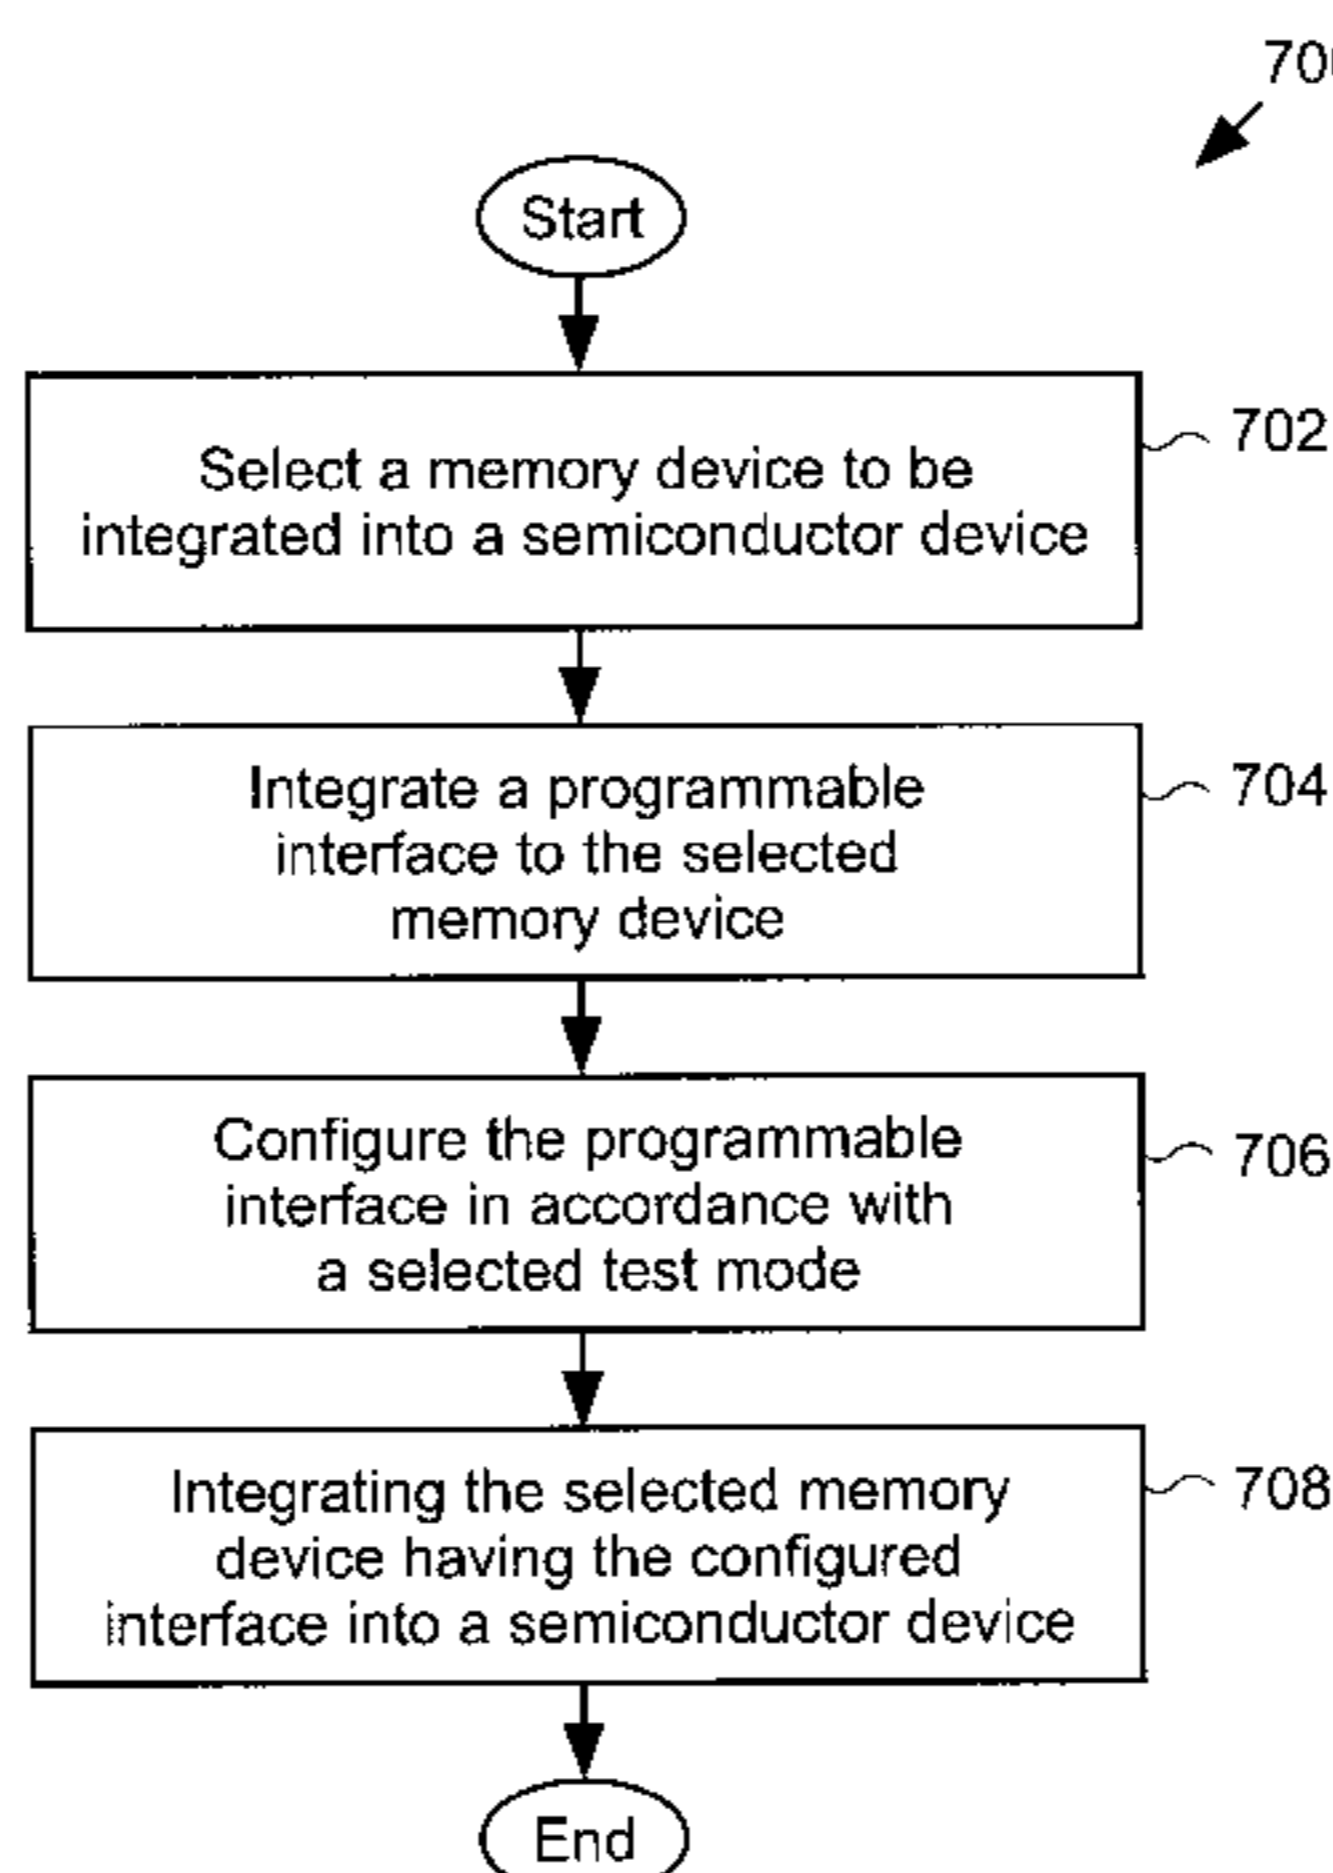 Start
Select a memory device to be
integrated into a semiconductor device
702
Integrate a programmable
interface to the selected
memory device
704
Configure the programmable
interface in accordance with
a selected test mode
706
Integrating the selected memory
device having the configured
interface into a semiconductor device
708
End